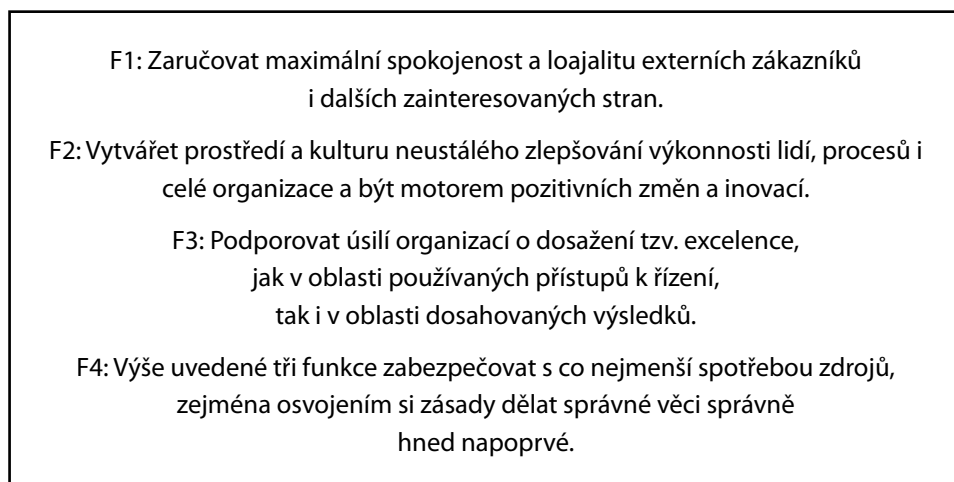 F1: Zaručovat maximální spokojenost a loajalitu externích zákazníků
i dalších zainteresovaných stran.
F2: Vytvářet prostředí a kulturu neustálého zlepšování výkonnosti lidí, procesů i
celé organizace a být motorem pozitivních změn a inovací.
F3: Podporovat úsilí organizací o dosažení tzv. excelence,
jak v oblasti používaných přístupů k řízení,
tak i v oblasti dosahovaných výsledků.
F4: Výše uvedené tři funkce zabezpečovat s co nejmenší spotřebou zdrojů,
zejména osvojením si zásady dělat správné věci správně
hned napoprvé.